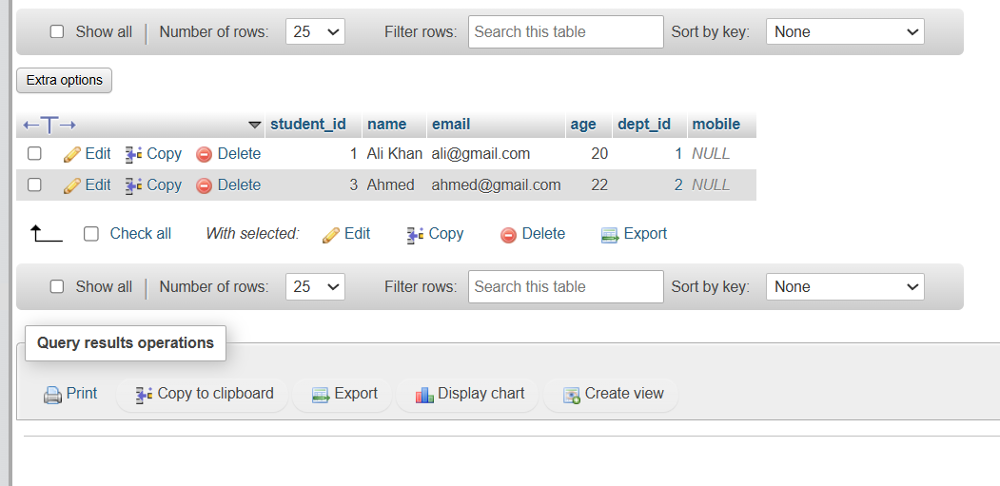 Show all Number of rows: 25 Filter rows: Search this table Sort by key: None
Extra options
student_id name email age dept_id mobile
Edit Copy Delete 1 Ali Khan ali@gmail.com 20 1 NULL
Edit Copy Delete 3 Ahmed ahmed@gmail.com 22 2 NULL
Check all With selected: Edit Copy Delete Export
Show all Number of rows: 25 Filter rows: Search this table Sort by key: None
Query results operations
Print Copy to clipboard Export Display chart Create view